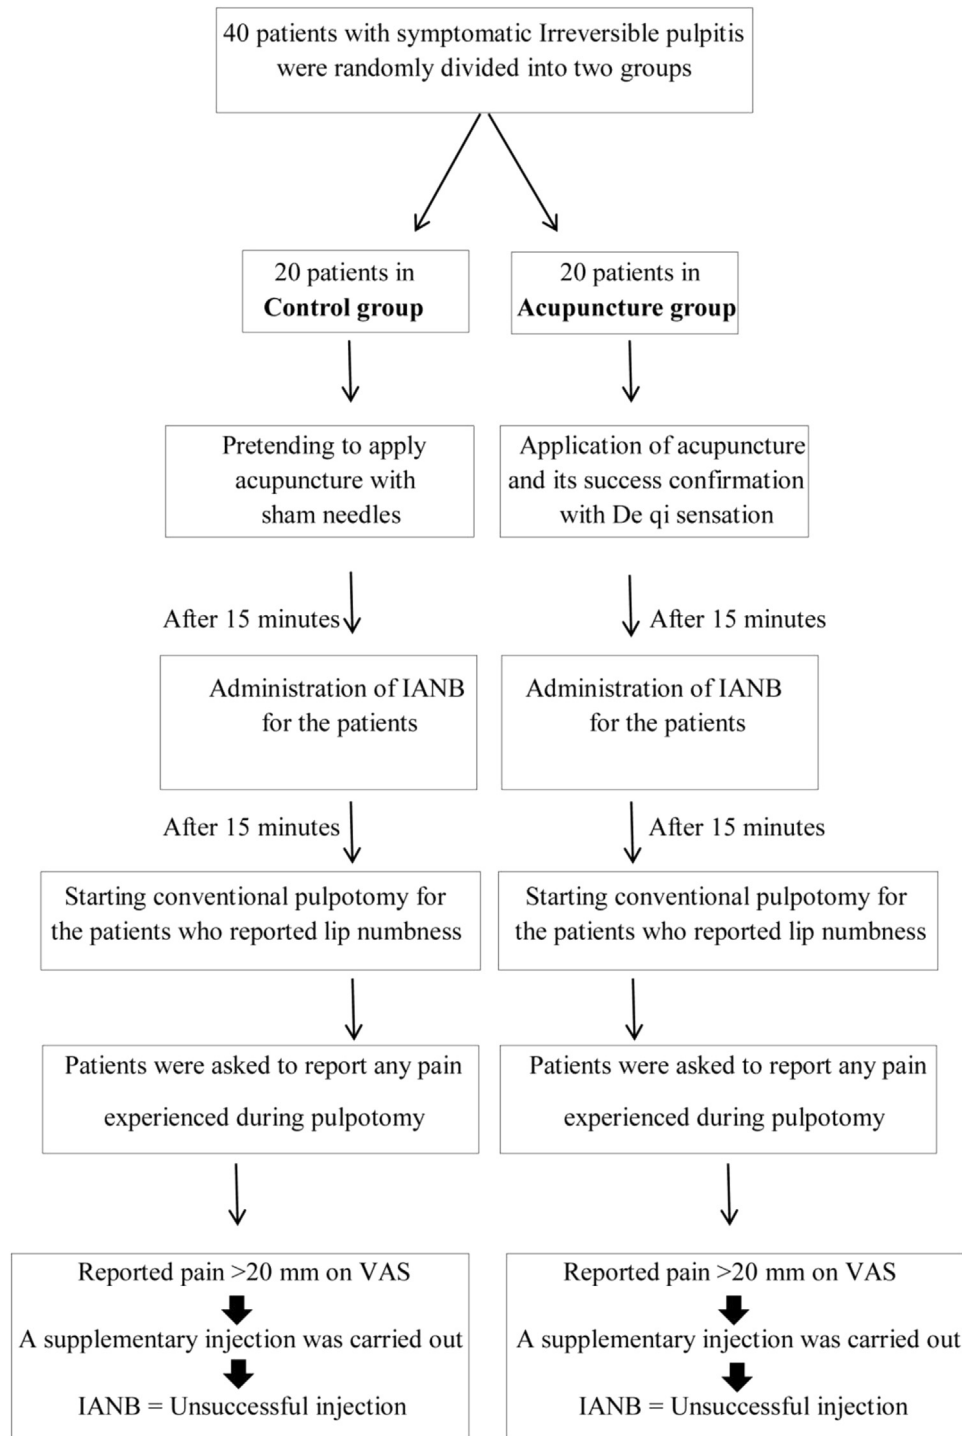 40 patients with symptomatic Irreversible pulpitis
were randomly divided into two groups
20 patients in
Control group
20 patients in
Acupuncture group
Pretending to apply
acupuncture with
sham needles
Application of acupuncture
and its success confirmation
with De qi sensation
After 15 minutes
After 15 minutes
Administration of IANB
for the patients
Administration of IANB
for the patients
After 15 minutes
After 15 minutes
Starting conventional pulpotomy for
the patients who reported lip numbness
Starting conventional pulpotomy for
the patients who reported lip numbness
Patients were asked to report any pain
experienced during pulpotomy
Patients were asked to report any pain
experienced during pulpotomy
Reported pain >20 mm on VAS
A supplementary injection was carried out
IANB = Unsuccessful injection
Reported pain >20 mm on VAS
A supplementary injection was carried out
IANB = Unsuccessful injection